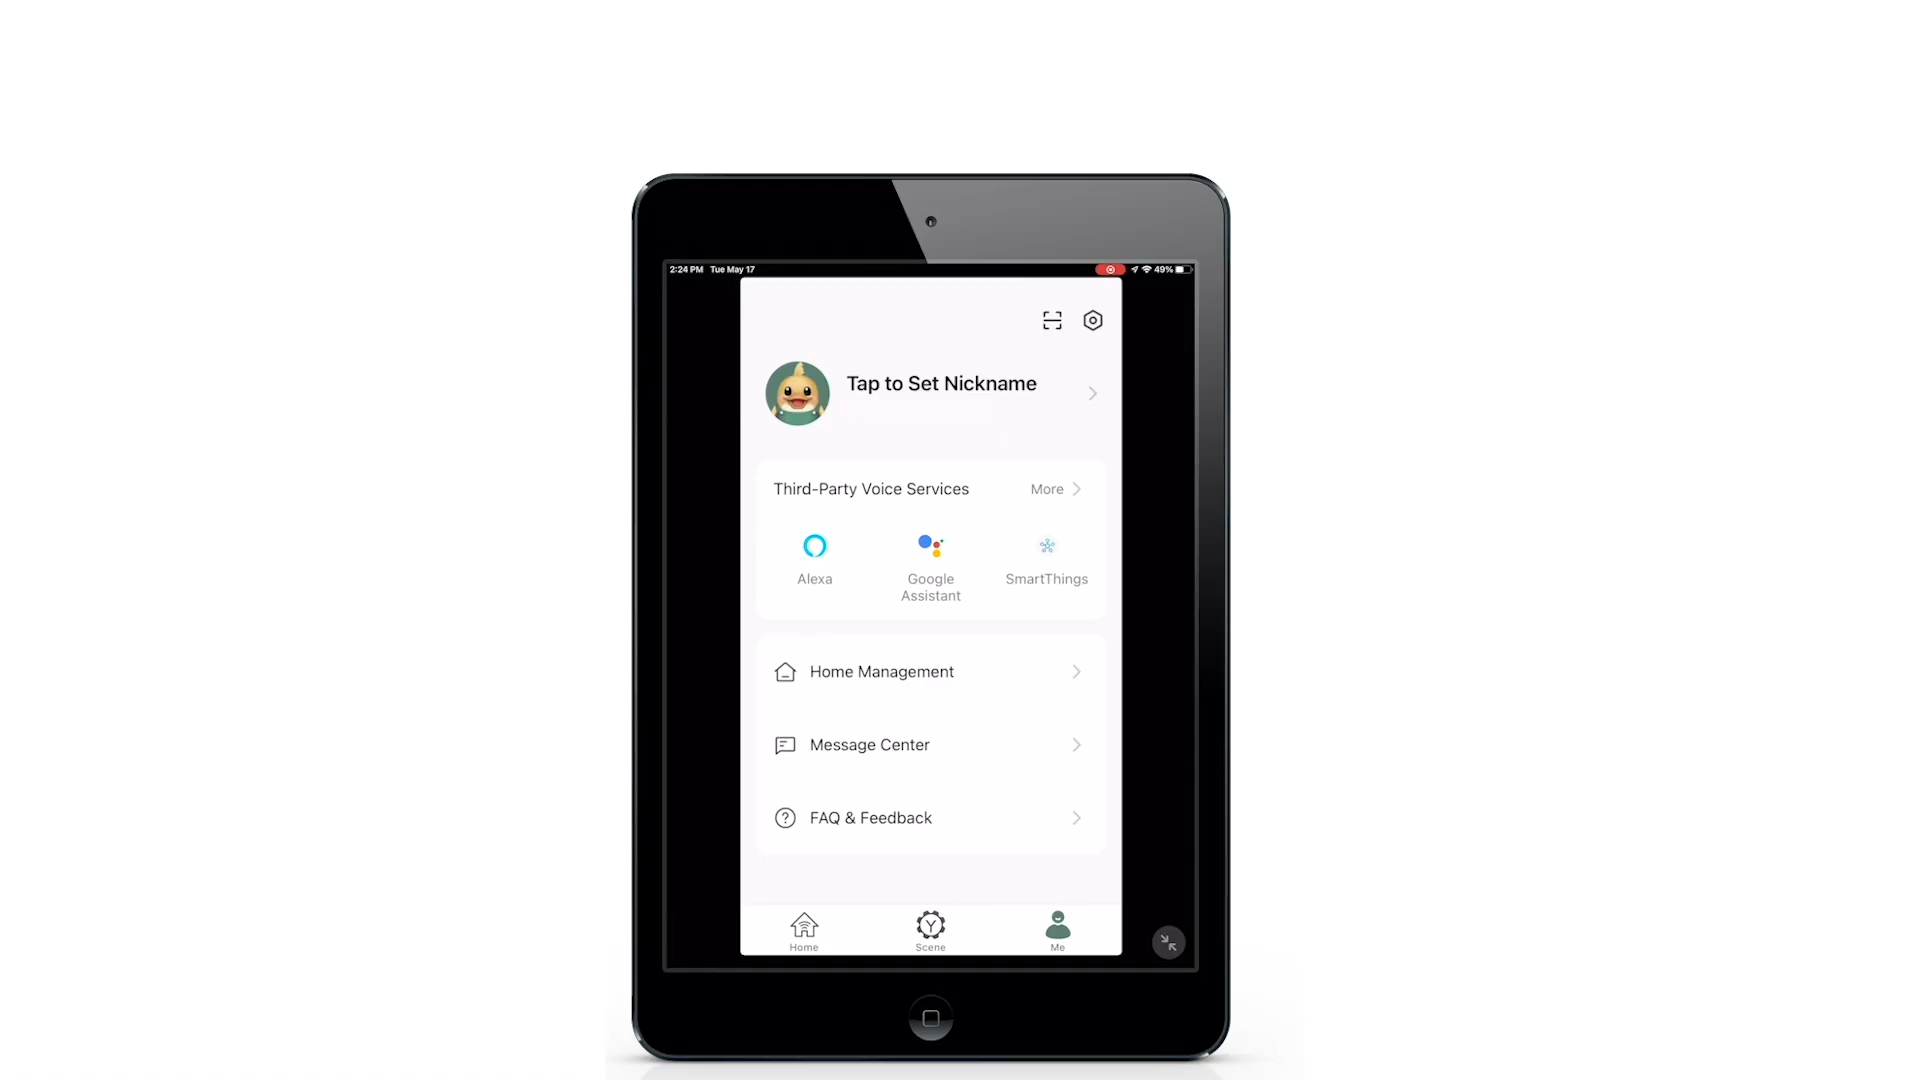 2:24 PM Tue May 17
49%
Tap to Set Nickname
Third-Party Voice Services
More
Alexa
Google
Assistant
SmartThings
Home Management
Message Center
FAQ & Feedback
Home
Scene
Me